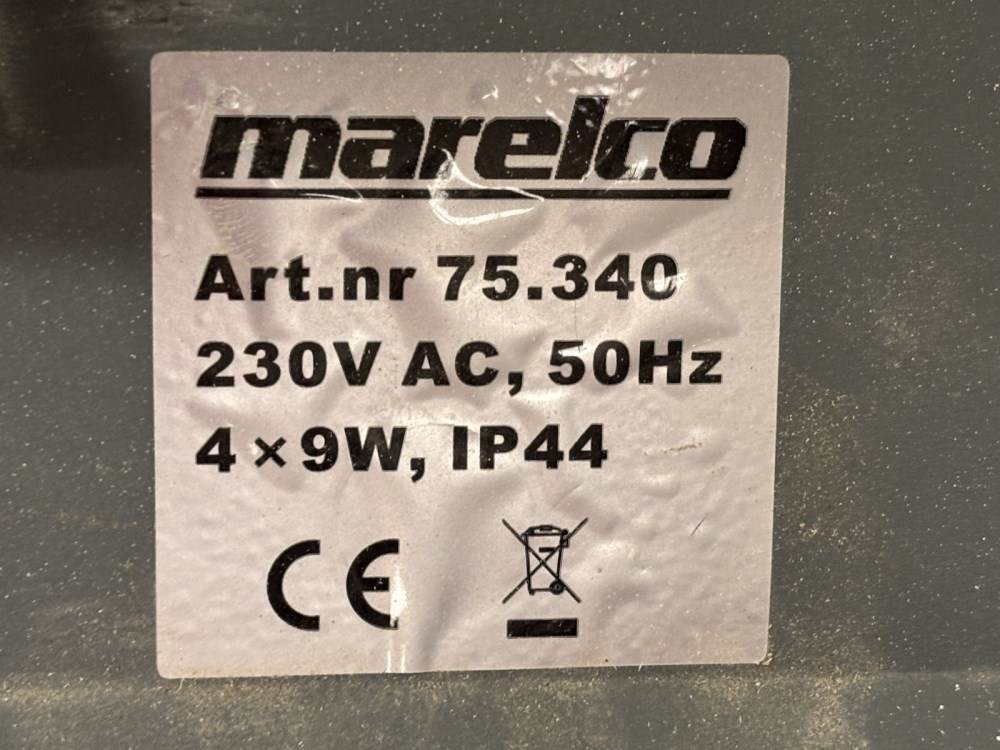 marelco
Art.nr 75.340
230V AC, 50Hz
4×9W, IP44
CE